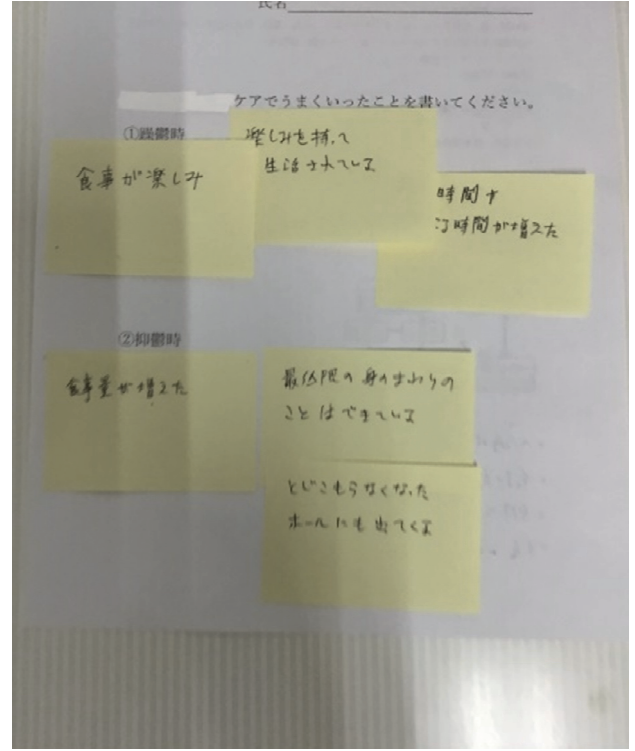 氏名
ケアでうまくいったことを書いてください。
①躁鬱時
食事が楽しみ
楽しみを持って
生活されている
時間や
時間が増えた
②抑鬱時
食事量が増えた
最低限の身のまわりの
ことはできている
とじこもらなくなった
ホールにも出てくる